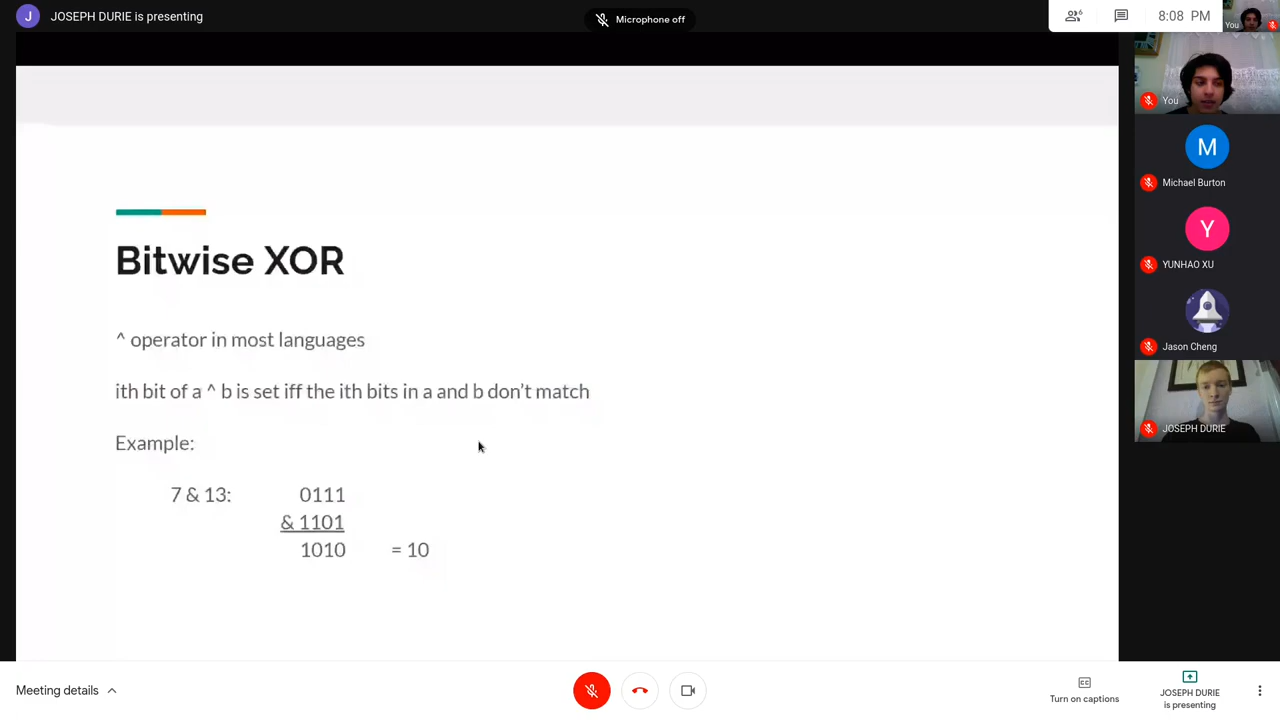 J JOSEPH DURIE is presenting
Microphone off
6
8:08 PM
You
You
M
Michael Burton
Y
YUNHAO XU
Jason Cheng
JOSEPH DURIE
Bitwise XOR
^ operator in most languages
ith bit of a ^ b is set iff the ith bits in a and b don't match
Example:
7 & 13: 0111
& 1101
1010 = 10
Meeting details
CC
Turn on captions
JOSEPH DURIE
is presenting